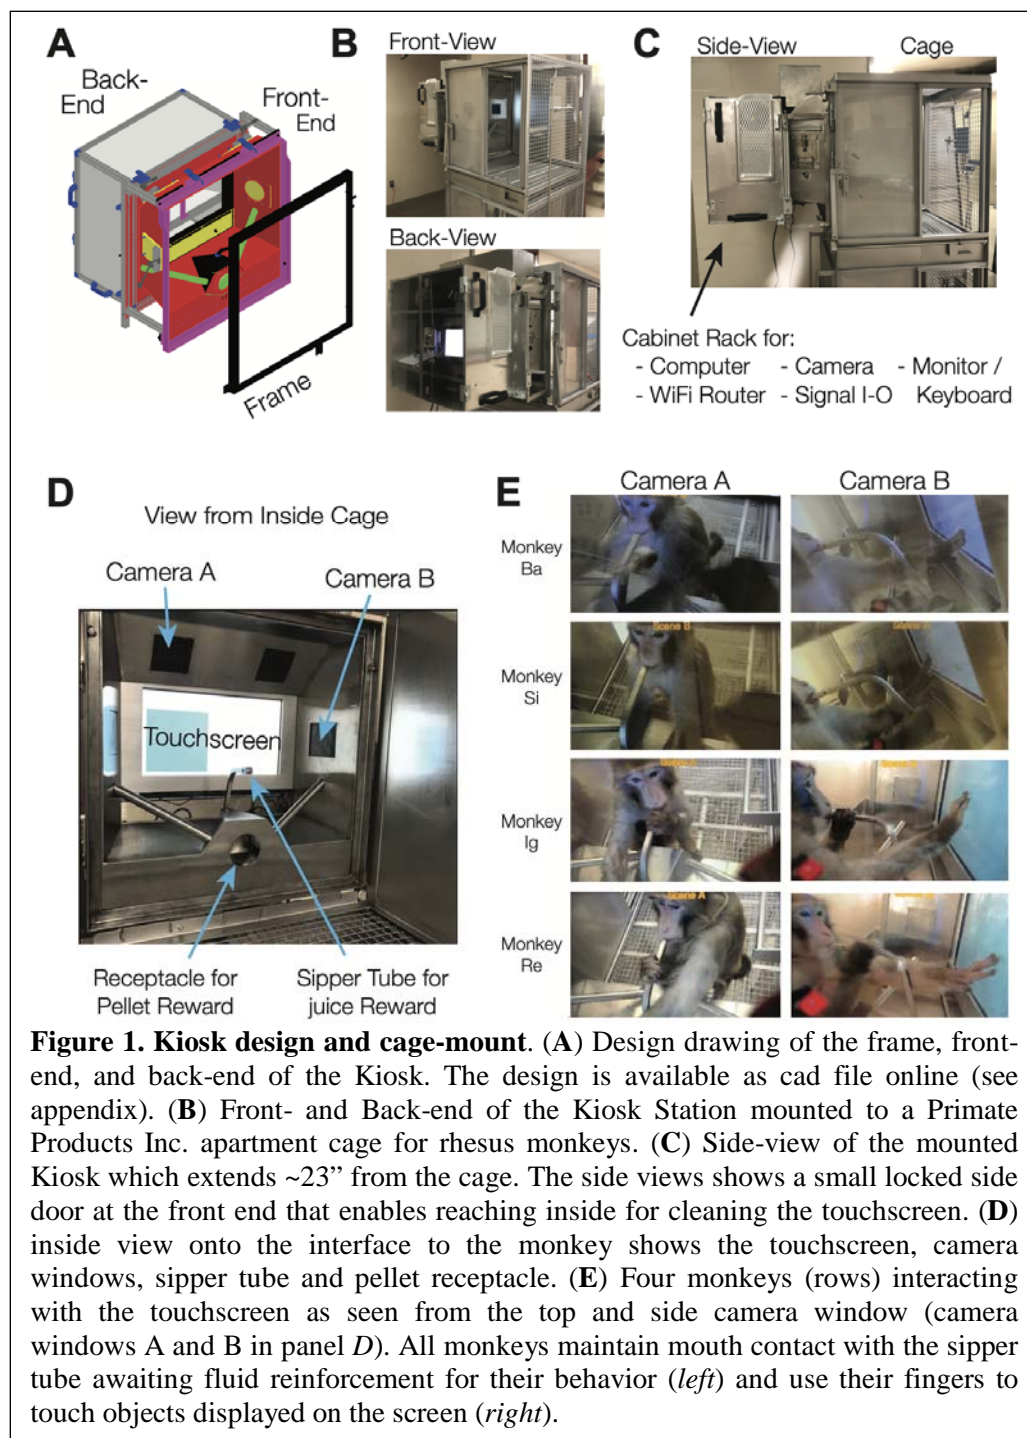 A
Back-
End
Front-
End
Frame
B
Front-View
Back-View
C
Side-View
Cage
Cabinet Rack for:
- Computer - Camera - Monitor /
- WiFi Router - Signal I-O Keyboard
D
View from Inside Cage
Camera A
Camera B
Touchscreen
Receptacle for
Pellet Reward
Sipper Tube for
juice Reward
E
Camera A
Camera B
Monkey
Ba
Monkey
Si
Scene B
Monkey
Ig
Monkey
Re
Scene A
Figure 1. Kiosk design and cage-mount. (A) Design drawing of the frame, front-
end, and back-end of the Kiosk. The design is available as cad file online (see
appendix). (B) Front- and Back-end of the Kiosk Station mounted to a Primate
Products Inc. apartment cage for rhesus monkeys. (C) Side-view of the mounted
Kiosk which extends ~23” from the cage. The side views shows a small locked side
door at the front end that enables reaching inside for cleaning the touchscreen. (D)
inside view onto the interface to the monkey shows the touchscreen, camera
windows, sipper tube and pellet receptacle. (E) Four monkeys (rows) interacting
with the touchscreen as seen from the top and side camera window (camera
windows A and B in panel D). All monkeys maintain mouth contact with the sipper
tube awaiting fluid reinforcement for their behavior (left) and use their fingers to
touch objects displayed on the screen (right).